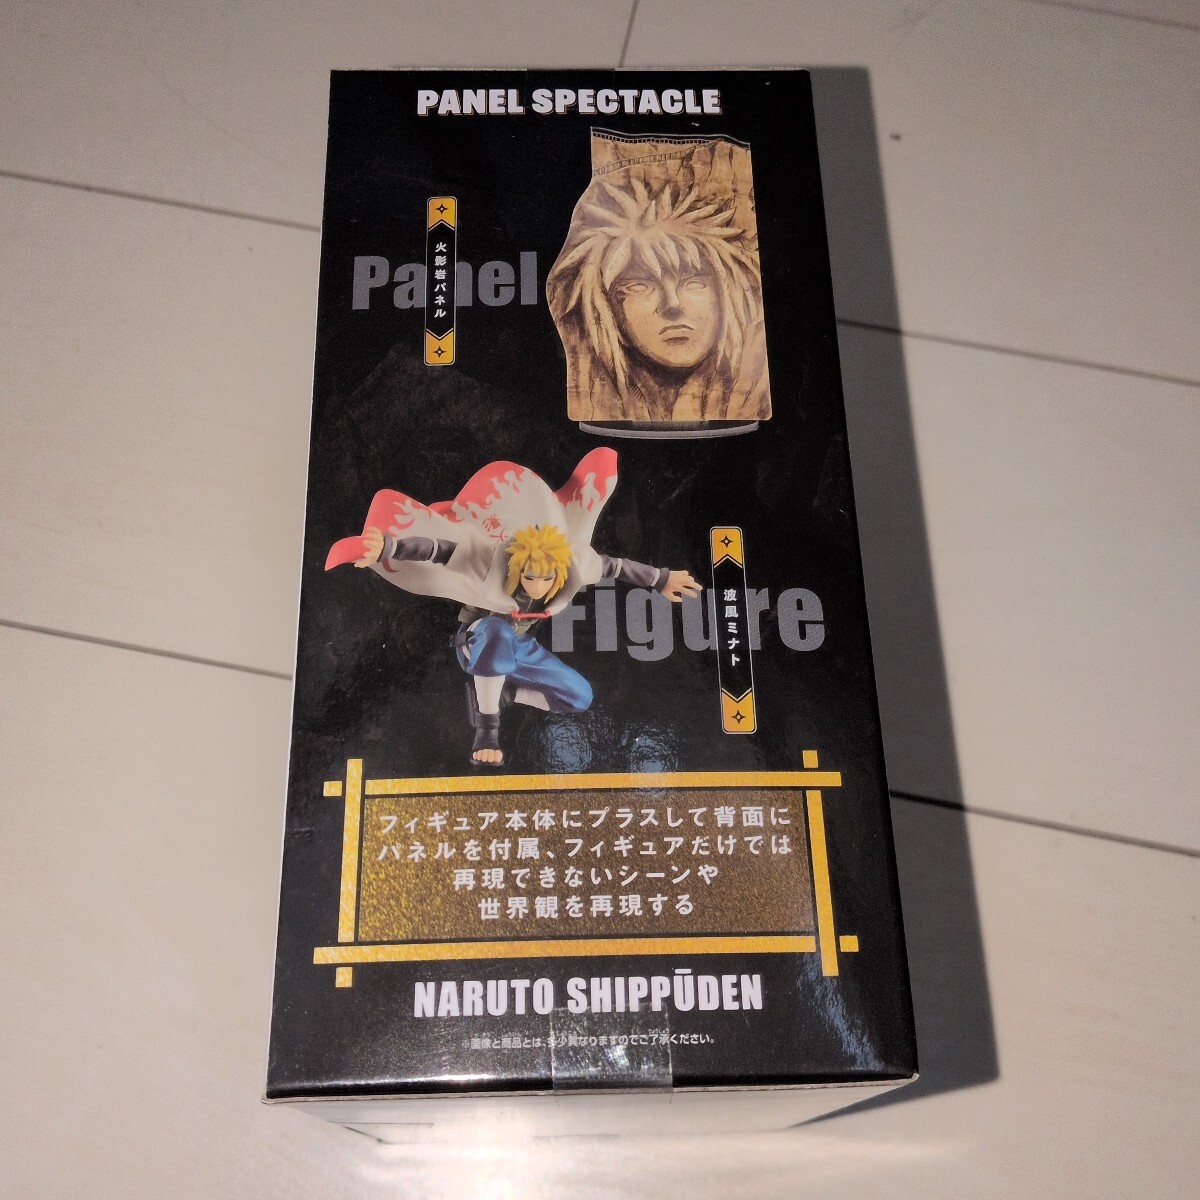 PANEL SPECTACLE
Panel
火影岩パネル
火影
Figure
波風ミナト
フィギュア本体にプラスして背面に
パネルを付属、フィギュアだけでは
再現できないシーンや
世界観を再現する
NARUTO SHIPPŪDEN
※画像と商品とは、多少異なりますのでご了承ください。